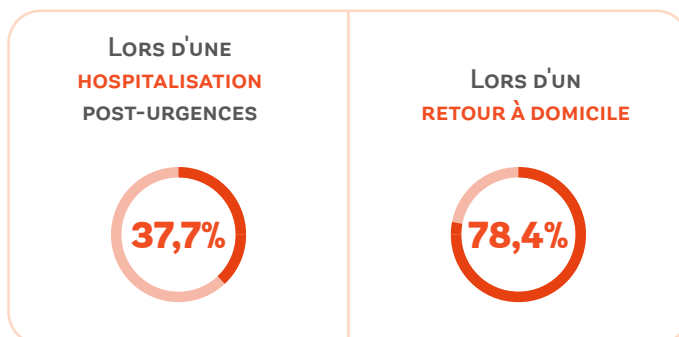 Lors d'une
hospitalisation
post-urgences
37,7%
Lors d'un
retour à domicile
78,4%